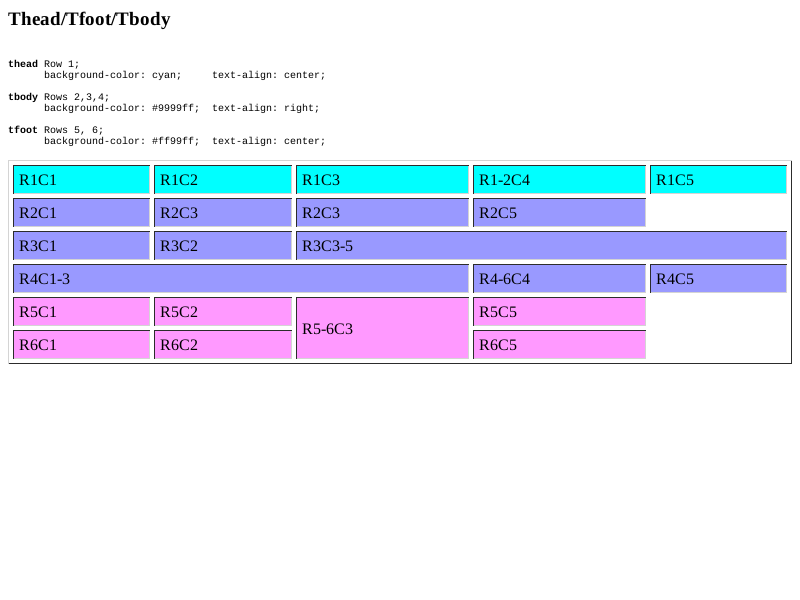 Thead/Tfoot/Tbody
thead Row 1;
background-color: cyan; text-align: center;
tbody Rows 2,3,4;
background-color: #9999ff; text-align: right;
tfoot Rows 5, 6;
background-color: #ff99ff; text-align: center;
R1C1 R1C2 R1C3 R1-2C4 R1C5
R2C1 R2C3 R2C3 R2C5
R3C1 R3C2 R3C3-5
R4C1-3 R4-6C4 R4C5
R5C1 R5C2 R5-6C3 R5C5
R6C1 R6C2 R6C5